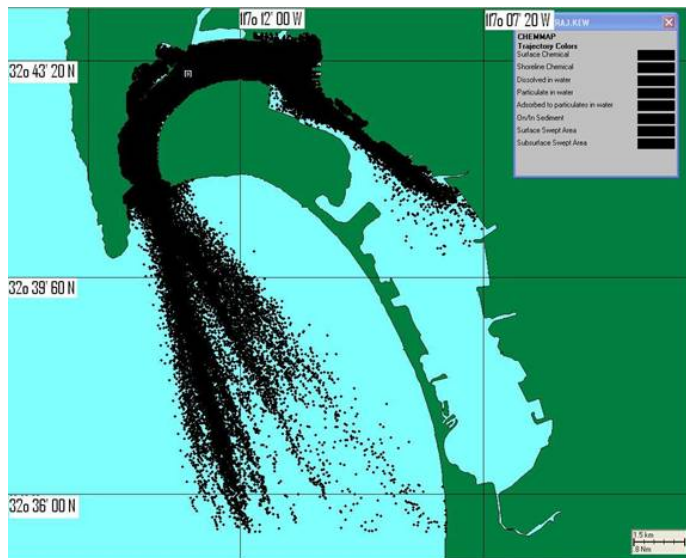 117o 12' 00 W
117o 07' 20 W
RAJ.KEW
CHEMMAP
Trajectory Colors
Surface Chemical
Shoreline Chemical
Dissolved in water
Particulate in water
Adsorbed to particulates in water
On/In Sediment
Surface Swept Area
Subsurface Swept Area
32o 43' 20 N
32o 39' 60 N
32o 36' 00 N
1.5 km
.8 Nm